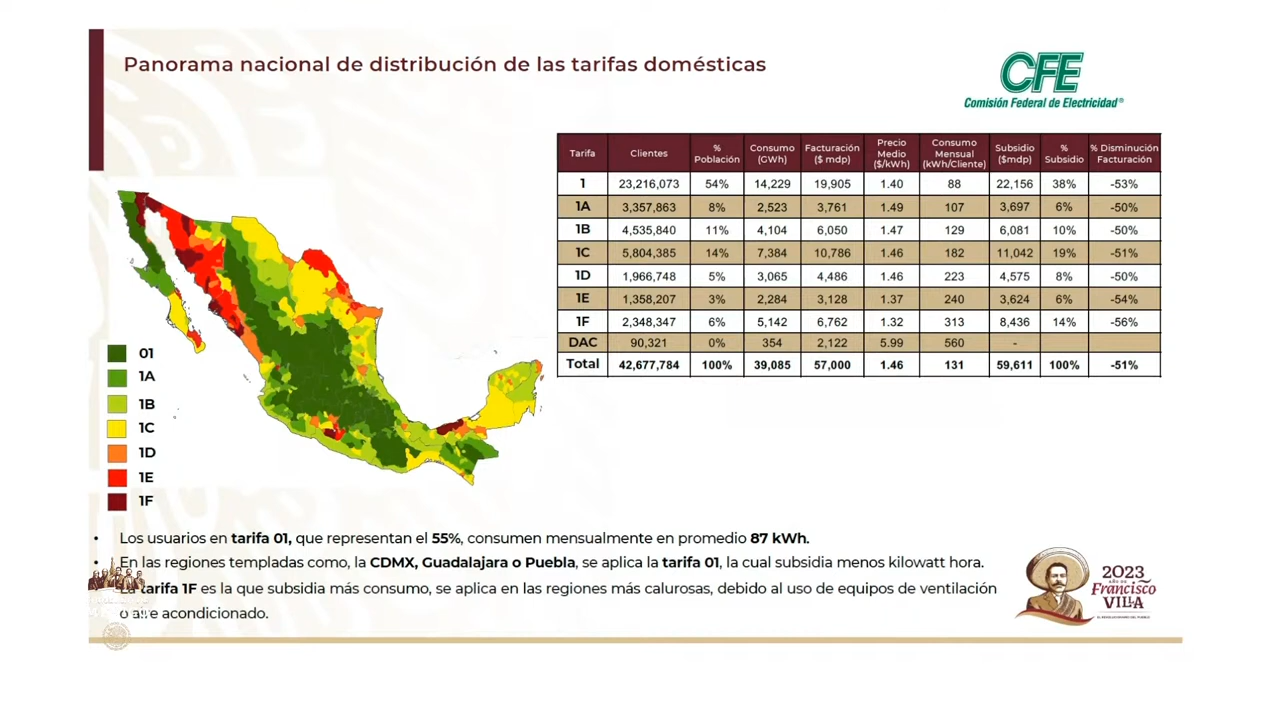 Panorama nacional de distribución de las tarifas domésticas
CFE
Comisión Federal de Electricidad®
Tarifa Clientes % Población Consumo (GWh) Facturación ($ mdp) Precio Medio ($/kWh) Consumo Mensual (kWh/Cliente) Subsidio ($mdp) % Subsidio % Disminución Facturación
1 23,216,073 54% 14,229 19,905 1.40 88 22,156 38% -53%
1A 3,357,863 8% 2,523 3,761 1.49 107 3,697 6% -50%
1B 4,535,840 11% 4,104 6,050 1.47 129 6,081 10% -50%
1C 5,804,385 14% 7,384 10,786 1.46 182 11,042 19% -51%
1D 1,966,748 5% 3,065 4,486 1.46 223 4,575 8% -50%
1E 1,358,207 3% 2,284 3,128 1.37 240 3,624 6% -54%
1F 2,348,347 6% 5,142 6,762 1.32 313 8,436 14% -56%
DAC 90,321 0% 354 2,122 5.99 560 -
Total 42,677,784 100% 39,085 57,000 1.46 131 59,611 100% -51%
01
1A
1B
1C
1D
1E
1F
• Los usuarios en tarifa 01, que representan el 55%, consumen mensualmente en promedio 87 kWh.
• En las regiones templadas como, la CDMX, Guadalajara o Puebla, se aplica la tarifa 01, la cual subsidia menos kilowatt hora.
La tarifa 1F es la que subsidia más consumo, se aplica en las regiones más calurosas, debido al uso de equipos de ventilación
o aire acondicionado.
2023
AÑO DE
Francisco
VILLA
EL REVOLUCIONARIO DEL PUEBLO